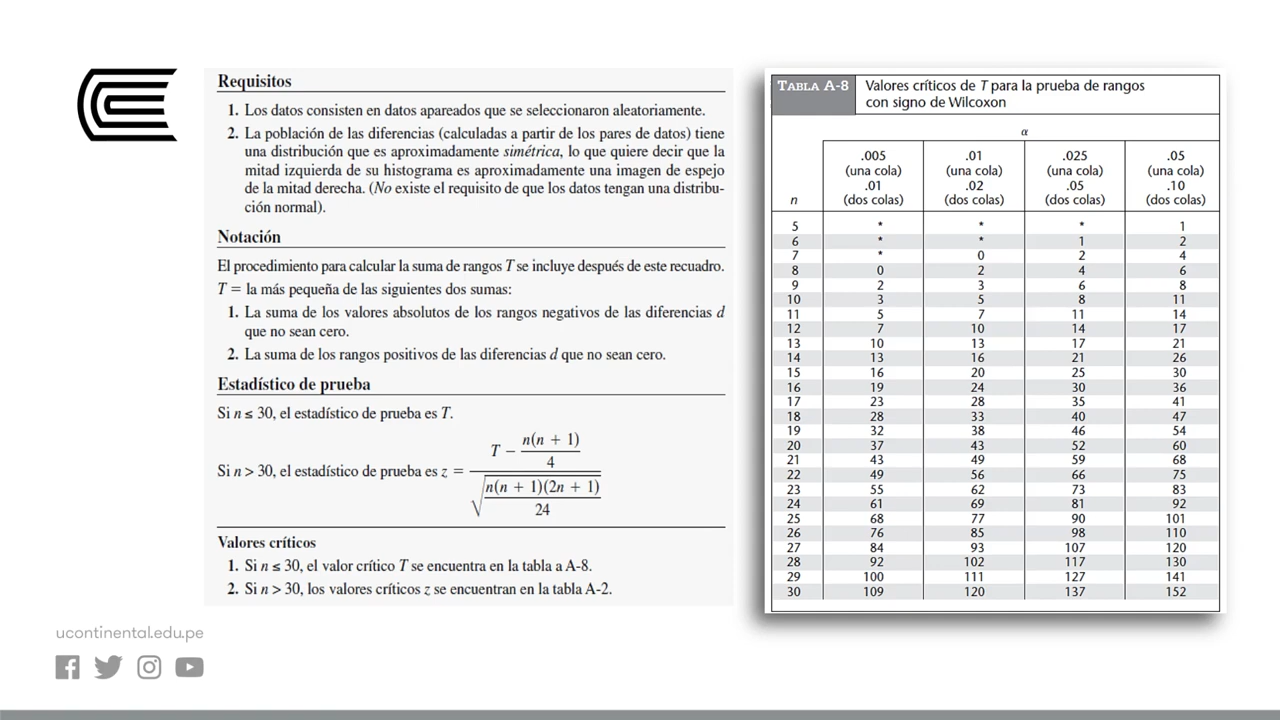 Requisitos
1. Los datos consisten en datos apareados que se seleccionaron aleatoriamente.
2. La población de las diferencias (calculadas a partir de los pares de datos) tiene
una distribución que es aproximadamente simétrica, lo que quiere decir que la
mitad izquierda de su histograma es aproximadamente una imagen de espejo
de la mitad derecha. (No existe el requisito de que los datos tengan una distribu-
ción normal).
Notación
El procedimiento para calcular la suma de rangos T se incluye después de este recuadro.
T = la más pequeña de las siguientes dos sumas:
1. La suma de los valores absolutos de los rangos negativos de las diferencias d
que no sean cero.
2. La suma de los rangos positivos de las diferencias d que no sean cero.
Estadístico de prueba
Si n ≤ 30, el estadístico de prueba es T.
Si n > 30, el estadístico de prueba es z =
T − n(n + 1)
4
√ n(n + 1)(2n + 1)
24
Valores críticos
1. Si n ≤ 30, el valor crítico T se encuentra en la tabla a A-8.
2. Si n > 30, los valores críticos z se encuentran en la tabla A-2.
TABLA A-8 Valores críticos de T para la prueba de rangos
con signo de Wilcoxon
α
.005 .01 .025 .05
(una cola) (una cola) (una cola) (una cola)
.01 .02 .05 .10
n (dos colas) (dos colas) (dos colas) (dos colas)
5 * * * 1
6 * * 1 2
7 * 0 2 4
8 0 2 4 6
9 2 3 6 8
10 3 5 8 11
11 5 7 11 14
12 7 10 14 17
13 10 13 17 21
14 13 16 21 26
15 16 20 25 30
16 19 24 30 36
17 23 28 35 41
18 28 33 40 47
19 32 38 46 54
20 37 43 52 60
21 43 49 59 68
22 49 56 66 75
23 55 62 73 83
24 61 69 81 92
25 68 77 90 101
26 76 85 98 110
27 84 93 107 120
28 92 102 117 130
29 100 111 127 141
30 109 120 137 152
ucontinental.edu.pe